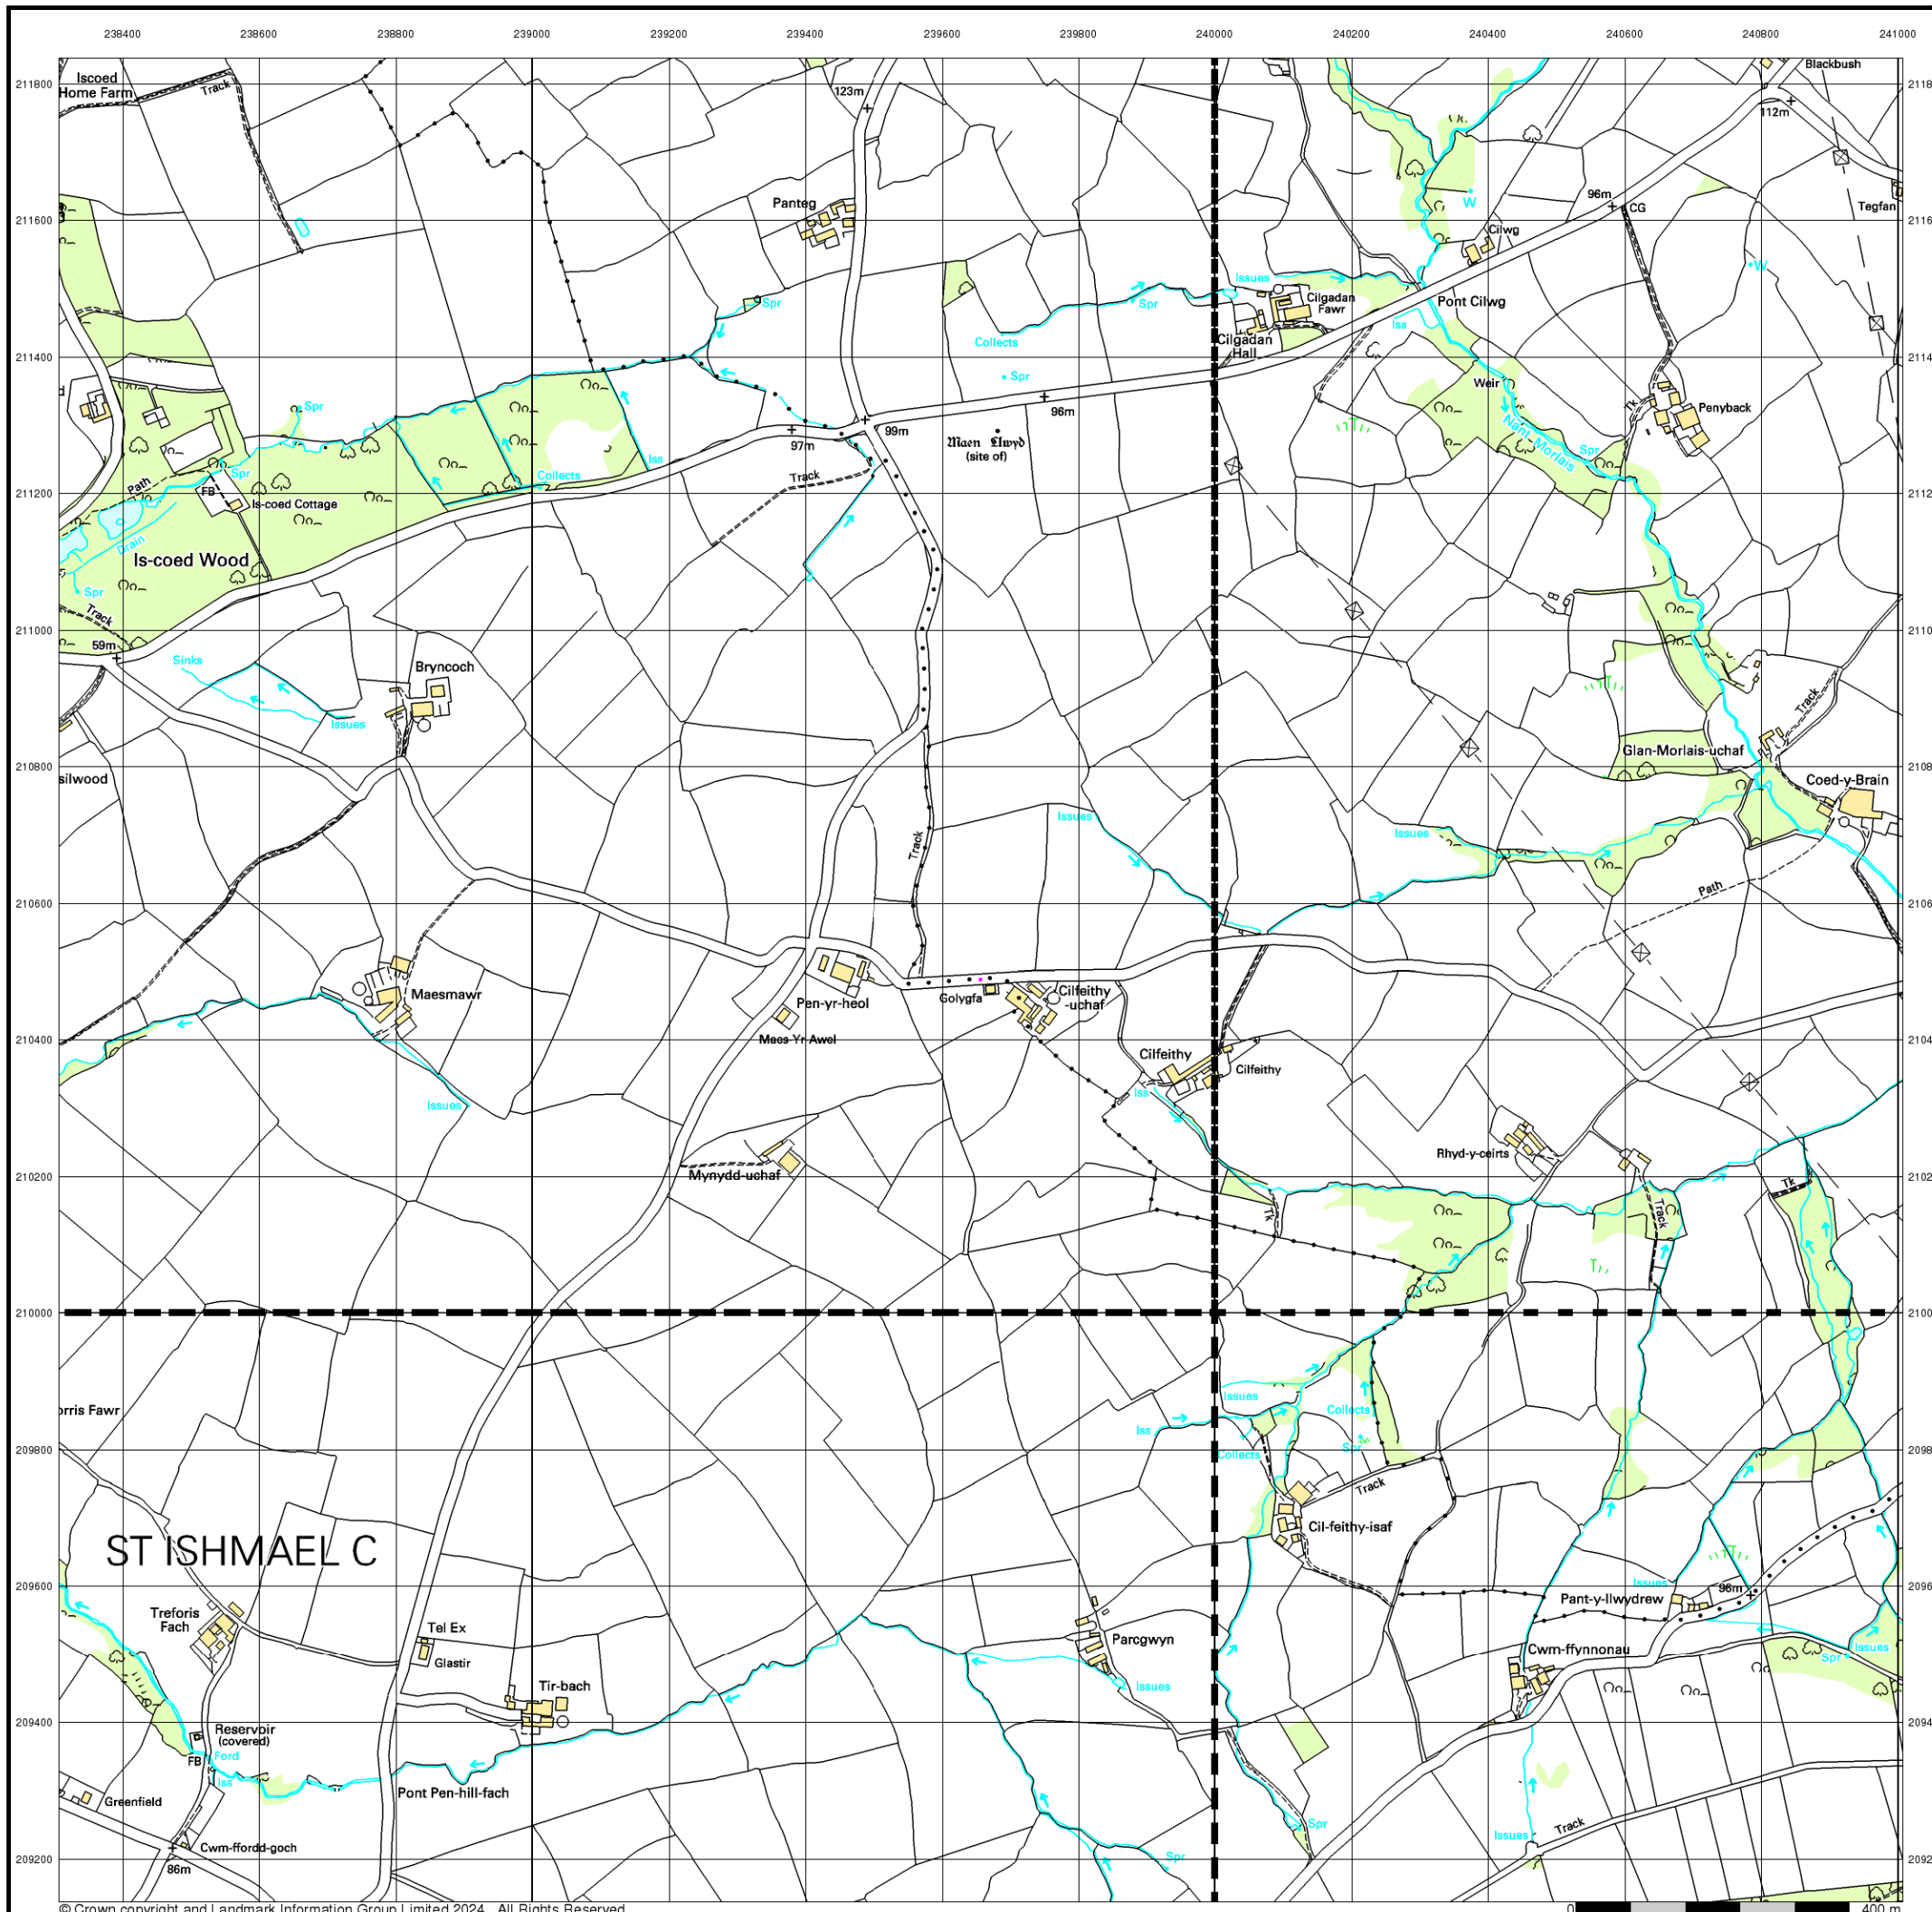 238400 238600 238800 239000 239200 239400 239600 239800 240000 240200 240400 240600 240800 241000
211800
211600
211400
211200
211000
210800
210600
210400
210200
210000
209800
209600
209400
209200
Iscoed
Home Farm
Track
123m
Blackbush
112m
Panteg
W
96m
CG
Tegfan
Cilwg
W
Issues
Spr
Spr
Cilgadan
Fawr
Pont Cilwg
Iss
Collects
Cilgadan
Hall
Spr
Weir
96m
Spr
97m
99m
Maen Llwyd
(site of)
Tk
Penyback
Nant Morlais
Spr
Iss
Collects
Track
Spr
Path
FB
Is-coed Cottage
Drain
Is-coed Wood
Spr
Track
59m
Sinks
Bryncoch
Issues
Track
Glan-Morlais-uchaf
silwood
Coed-y-Brain
Issues
Issues
Track
Path
Maesmawr
Pen-yr-heol
Golygfa
Cilfeithy
-uchaf
Maes-Yr-Awel
Cilfeithy
Cilfeithy
Iss
Issues
Rhyd-y-ceirts
Mynydd-uchaf
Tk
Tk
Track
orris Fawr
Issues
Collects
Iss
Collects
Spr
Track
Cil-feithy-isaf
ST ISHMAEL C
Issues
96m
Pant-y-llwydrew
Treforis
Fach
Tel Ex
Parcgwyn
Cwm-ffynnonau
Glastir
Issues
Spr
Issues
Tir-bach
Reservoir
(covered)
FB
Ford
Iss
Pont Pen-hill-fach
Greenfield
Spr
Track
Issues
Cwm-ffordd-goch
86m
Spr
© Crown copyright and Landmark Information Group Limited 2024. All Rights Reserved
0 400 m